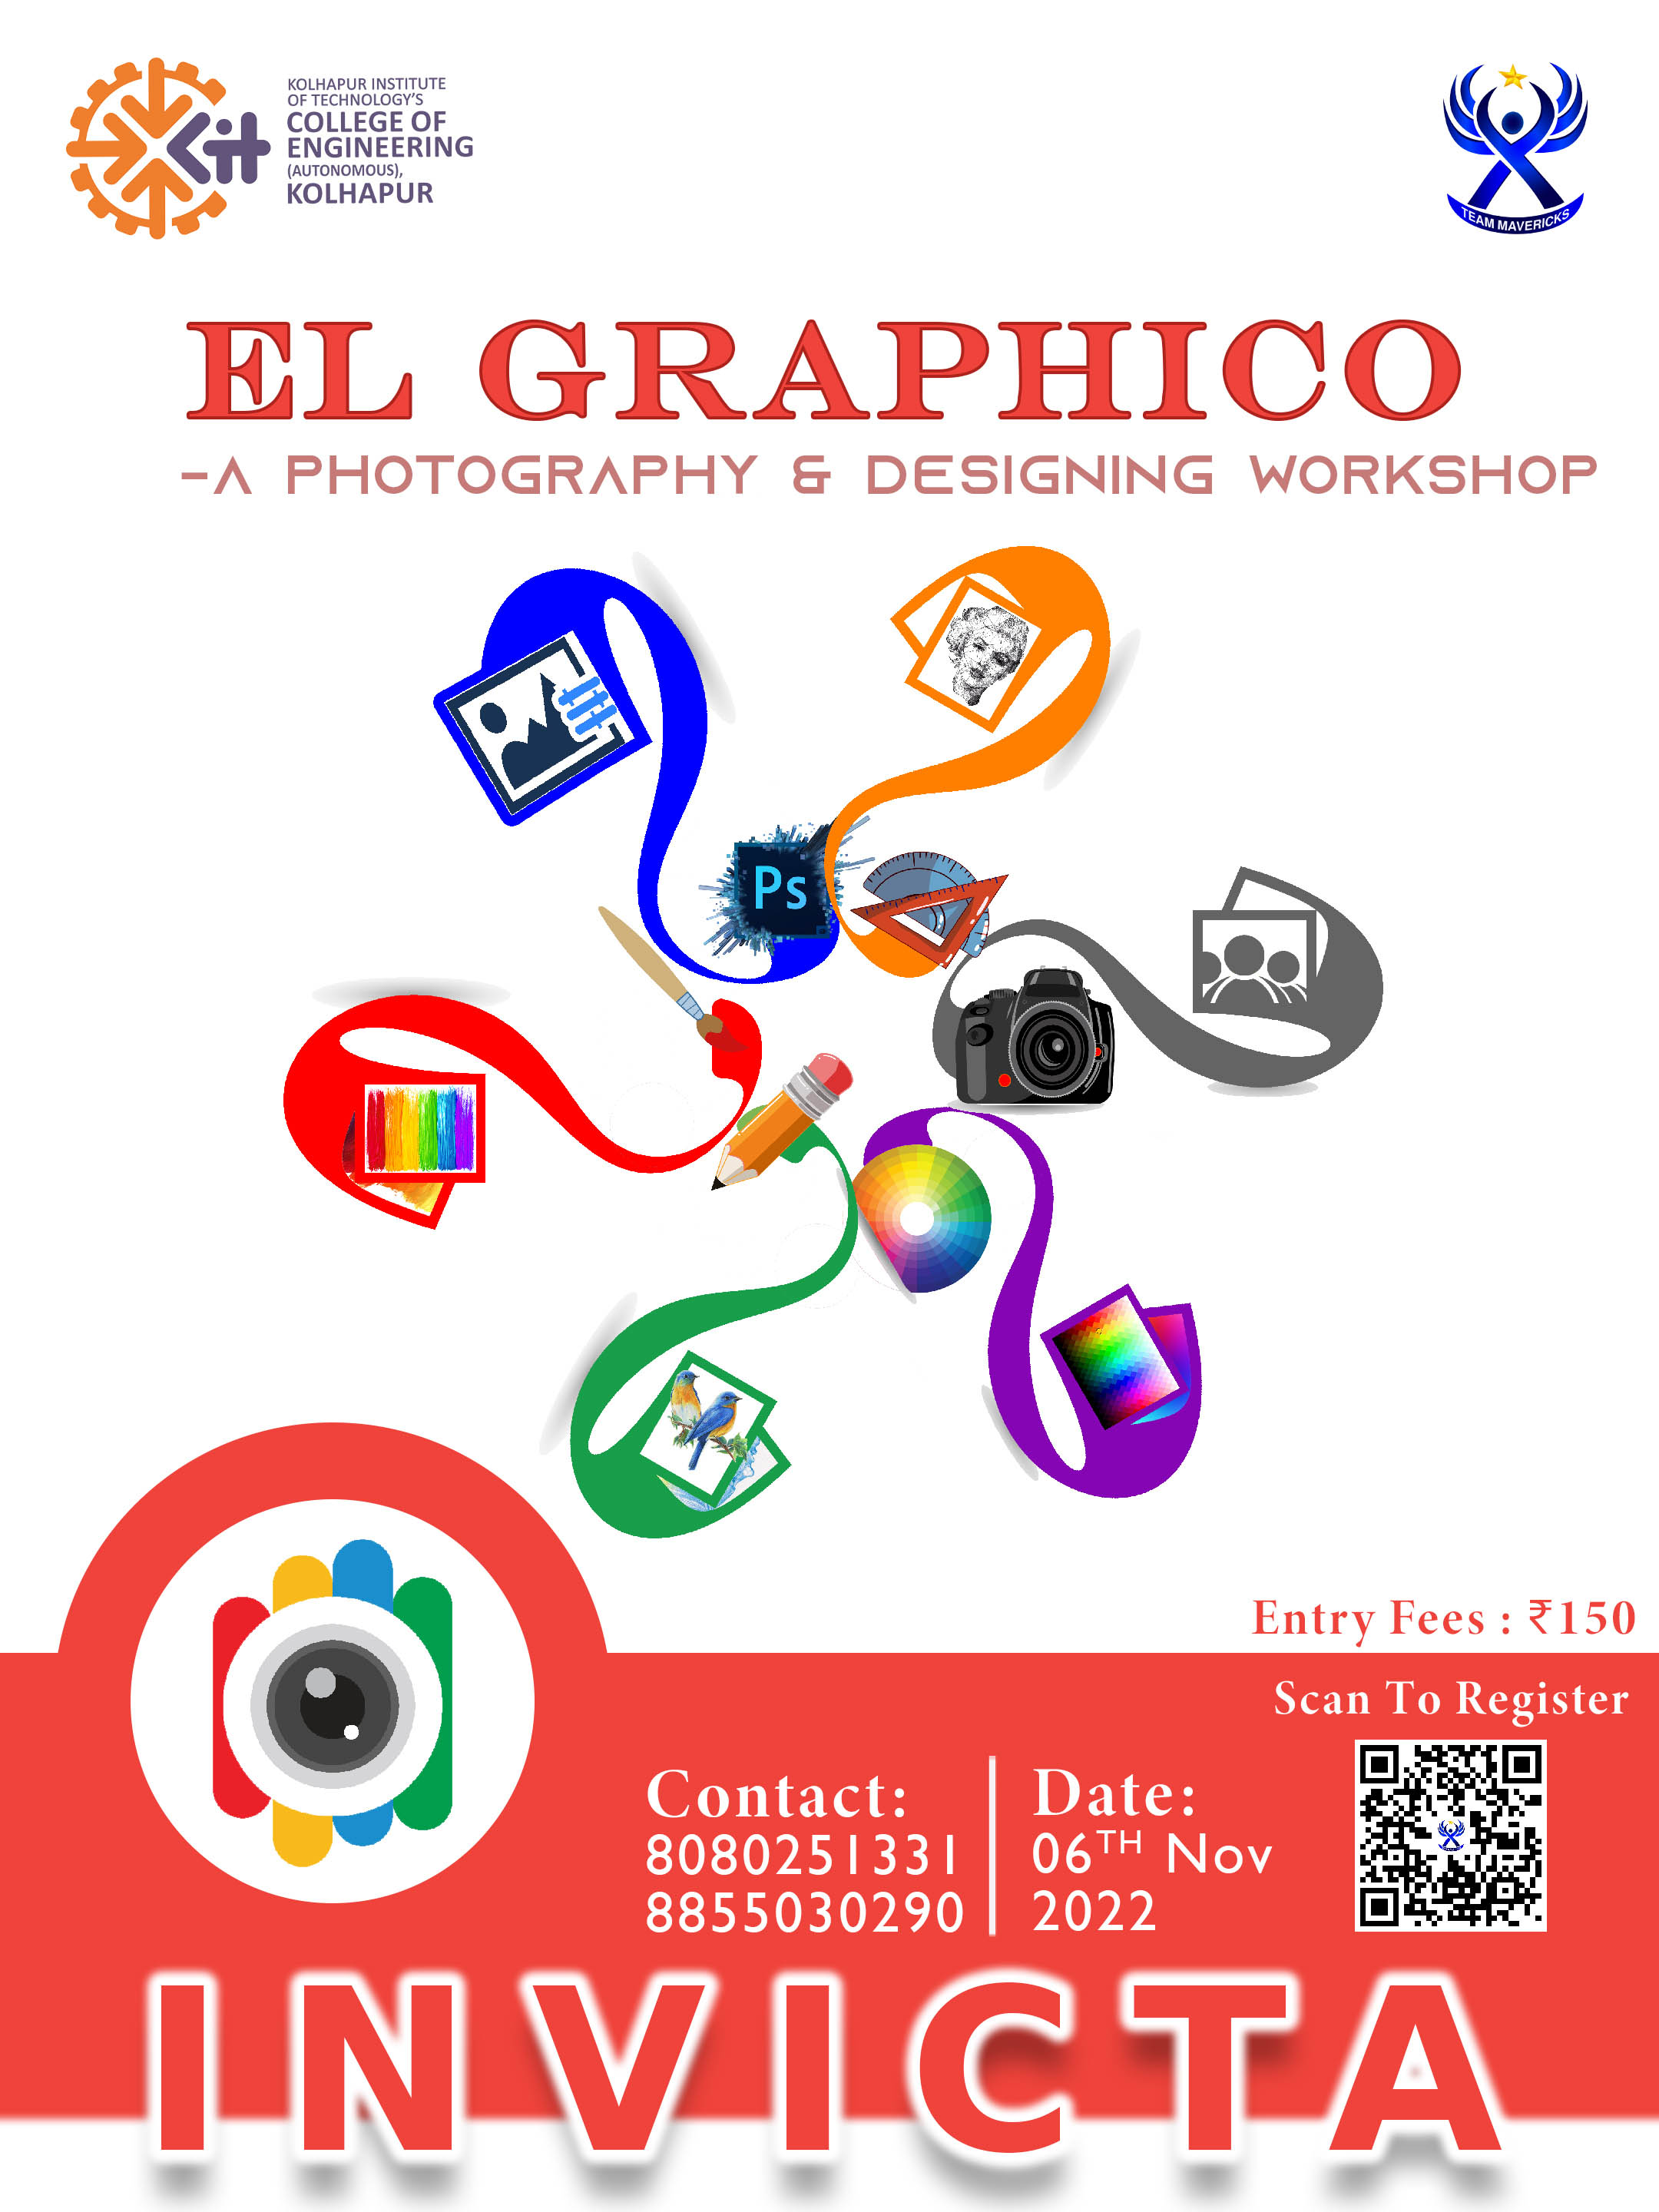 KOLHAPUR INSTITUTE
OF TECHNOLOGY'S
COLLEGE OF
ENGINEERING
(AUTONOMOUS),
KOLHAPUR
Kit
TEAM MAVERICKS
EL GRAPHICO
-A PHOTOGRAPHY & DESIGNING WORKSHOP
Ps
Entry Fees : ₹150
Scan To Register
Contact:
8080251331
8855030290
Date:
06TH Nov
2022
INVICTA